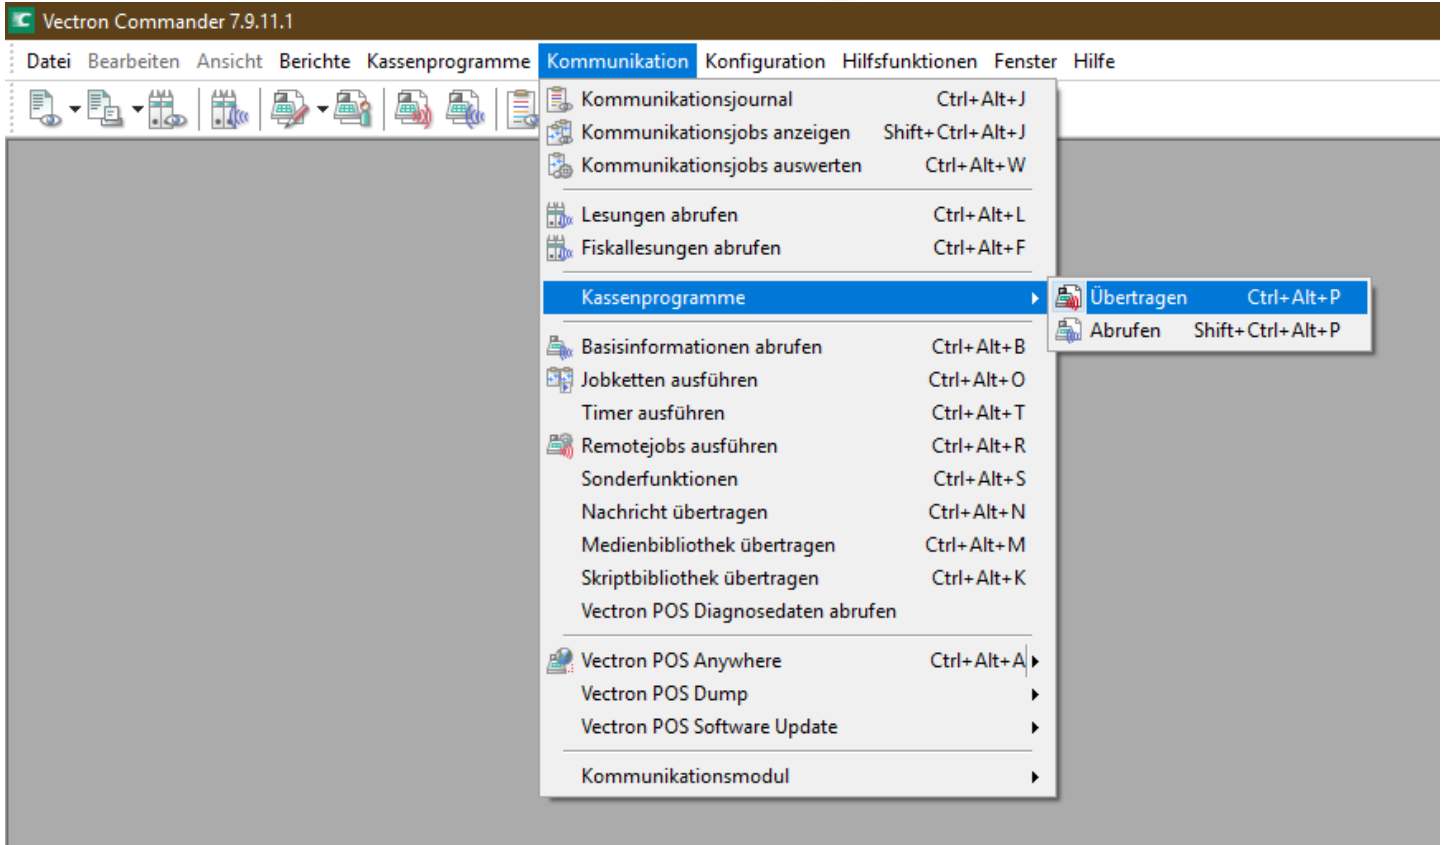 Vectron Commander 7.9.11.1
Datei Bearbeiten Ansicht Berichte Kassenprogramme Kommunikation Konfiguration Hilfsfunktionen Fenster Hilfe
Kommunikationsjournal Ctrl+Alt+J
Kommunikationsjobs anzeigen Shift+Ctrl+Alt+J
Kommunikationsjobs auswerten Ctrl+Alt+W
Lesungen abrufen Ctrl+Alt+L
Fiskallesungen abrufen Ctrl+Alt+F
Kassenprogramme
Übertragen Ctrl+Alt+P
Abrufen Shift+Ctrl+Alt+P
Basisinformationen abrufen Ctrl+Alt+B
Jobketten ausführen Ctrl+Alt+O
Timer ausführen Ctrl+Alt+T
Remotejobs ausführen Ctrl+Alt+R
Sonderfunktionen Ctrl+Alt+S
Nachricht übertragen Ctrl+Alt+N
Medienbibliothek übertragen Ctrl+Alt+M
Skriptbibliothek übertragen Ctrl+Alt+K
Vectron POS Diagnosedaten abrufen
Vectron POS Anywhere Ctrl+Alt+A
Vectron POS Dump
Vectron POS Software Update
Kommunikationsmodul